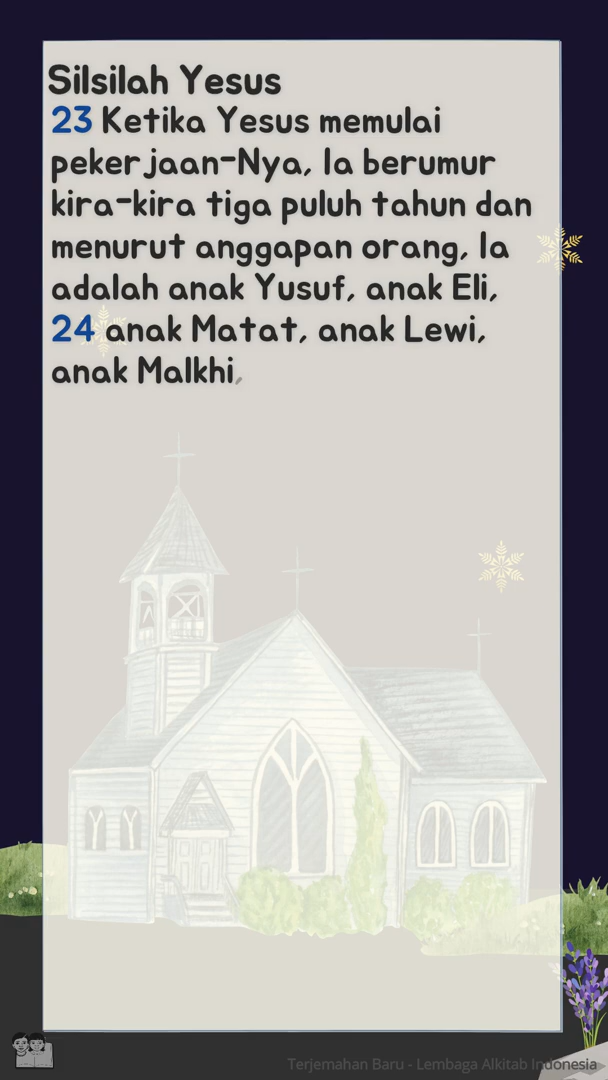 Silsilah Yesus
23 Ketika Yesus memulai
pekerjaan-Nya, Ia berumur
kira-kira tiga puluh tahun dan
menurut anggapan orang, Ia
adalah anak Yusuf, anak Eli,
24 anak Matat, anak Lewi,
anak Malkhi,
Terjemahan Baru - Lembaga Alkitab Indonesia